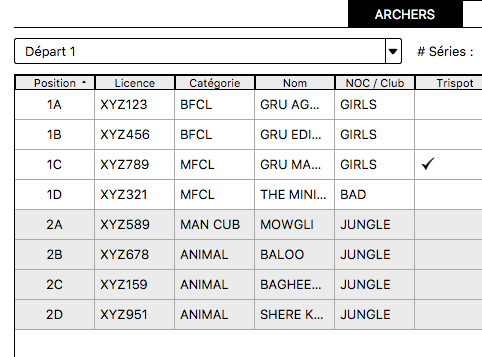 ARCHERS
Départ 1 # Séries :
Position Licence Catégorie Nom NOC / Club Trispot
1A XYZ123 BFCL GRU AG... GIRLS
1B XYZ456 BFCL GRU EDI... GIRLS
1C XYZ789 MFCL GRU MA... GIRLS ✓
1D XYZ321 MFCL THE MINI... BAD
2A XYZ589 MAN CUB MOWGLI JUNGLE
2B XYZ678 ANIMAL BALOO JUNGLE
2C XYZ159 ANIMAL BAGHEE... JUNGLE
2D XYZ951 ANIMAL SHERE K... JUNGLE